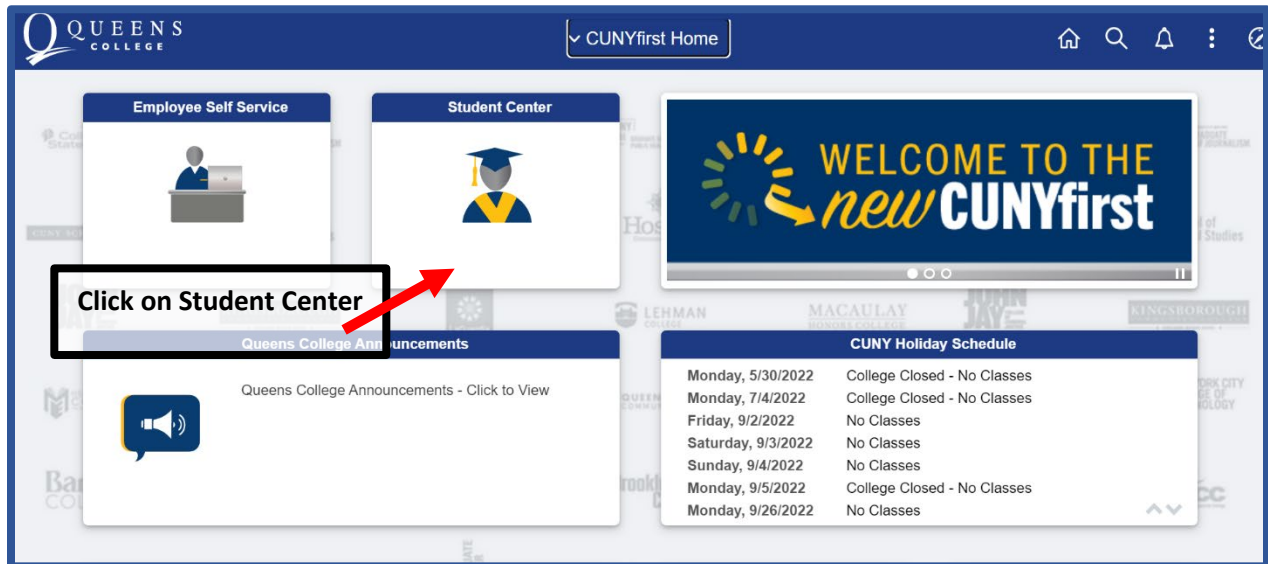 QUEENS
COLLEGE
CUNYfirst Home
Employee Self Service
Student Center
WELCOME TO THE
new CUNYfirst
Click on Student Center
LEHMAN
COLLEGE
MACAULAY
HONORS COLLEGE
JOHN
JAY
KINGSBOROUGH
Queens College Announcements
Queens College Announcements - Click to View
CUNY Holiday Schedule
Monday, 5/30/2022 College Closed - No Classes
Monday, 7/4/2022 College Closed - No Classes
Friday, 9/2/2022 No Classes
Saturday, 9/3/2022 No Classes
Sunday, 9/4/2022 No Classes
Monday, 9/5/2022 College Closed - No Classes
Monday, 9/26/2022 No Classes